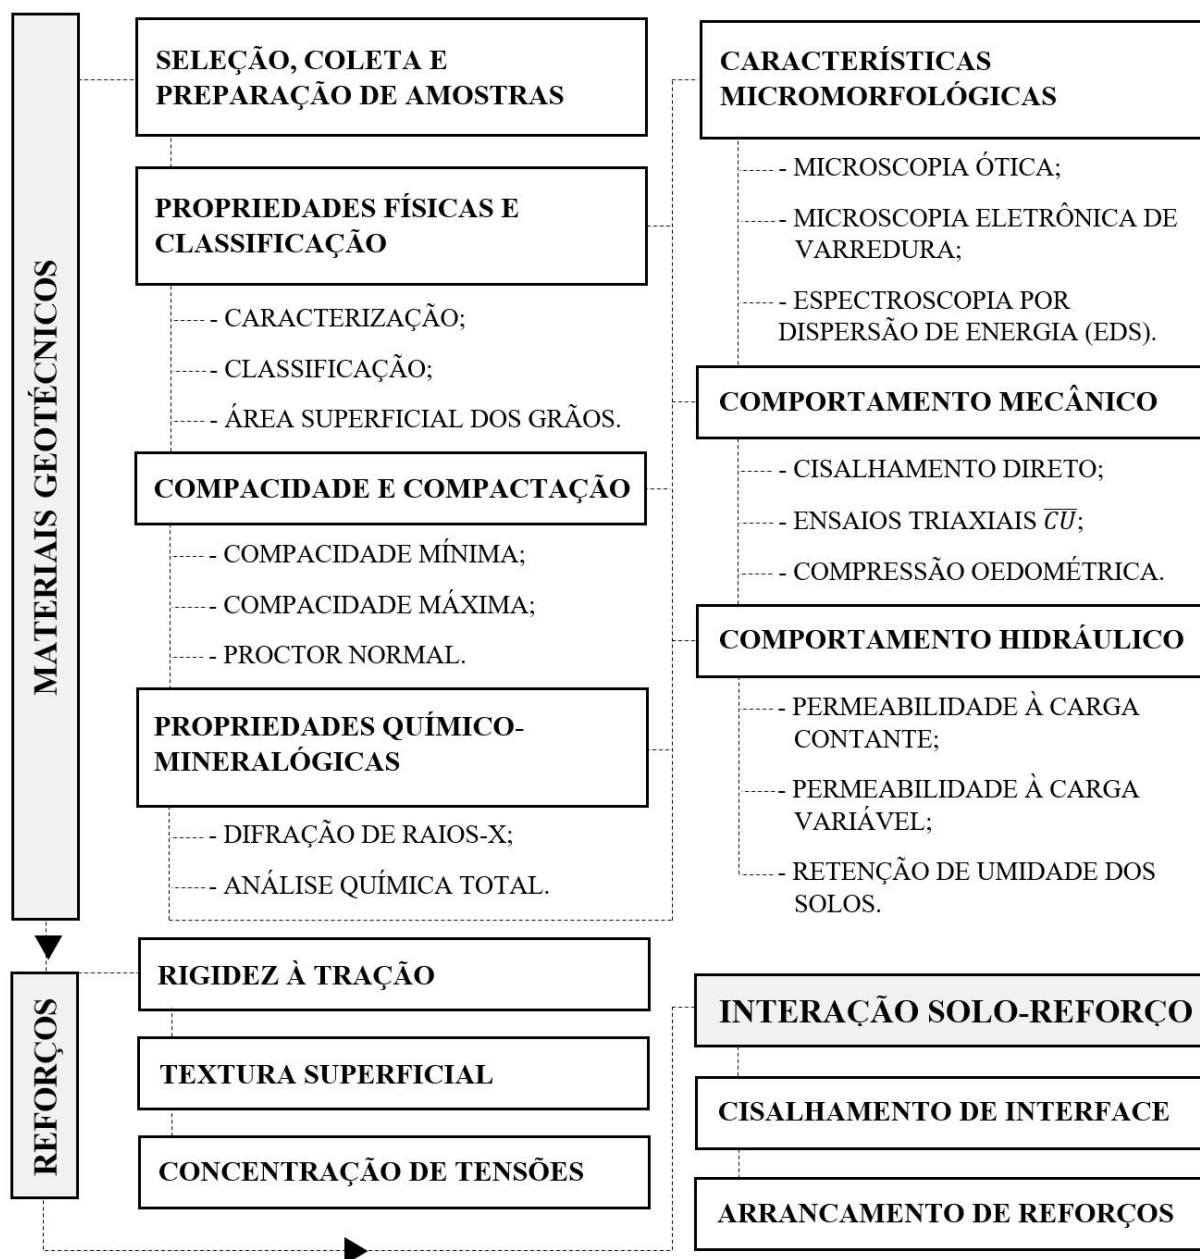 MATERIAIS GEOTÉCNICOS
SELEÇÃO, COLETA E
PREPARAÇÃO DE AMOSTRAS
PROPRIEDADES FÍSICAS E
CLASSIFICAÇÃO
- CARACTERIZAÇÃO;
- CLASSIFICAÇÃO;
- ÁREA SUPERFICIAL DOS GRÃOS.
COMPACIDADE E COMPACTAÇÃO
- COMPACIDADE MÍNIMA;
- COMPACIDADE MÁXIMA;
- PROCTOR NORMAL.
PROPRIEDADES QUÍMICO-
MINERALÓGICAS
- DIFRAÇÃO DE RAIOS-X;
- ANÁLISE QUÍMICA TOTAL.
CARACTERÍSTICAS
MICROMORFOLÓGICAS
- MICROSCOPIA ÓTICA;
- MICROSCOPIA ELETRÔNICA DE
VARREDURA;
- ESPECTROSCOPIA POR
DISPERSÃO DE ENERGIA (EDS).
COMPORTAMENTO MECÂNICO
- CISALHAMENTO DIRETO;
- ENSAIOS TRIAXIAIS C̅U̅;
- COMPRESSÃO OEDOMÉTRICA.
COMPORTAMENTO HIDRÁULICO
- PERMEABILIDADE À CARGA
CONTANTE;
- PERMEABILIDADE À CARGA
VARIÁVEL;
- RETENÇÃO DE UMIDADE DOS
SOLOS.
REFORÇOS
RIGIDEZ À TRAÇÃO
TEXTURA SUPERFICIAL
CONCENTRAÇÃO DE TENSÕES
INTERAÇÃO SOLO-REFORÇO
CISALHAMENTO DE INTERFACE
ARRANCAMENTO DE REFORÇOS